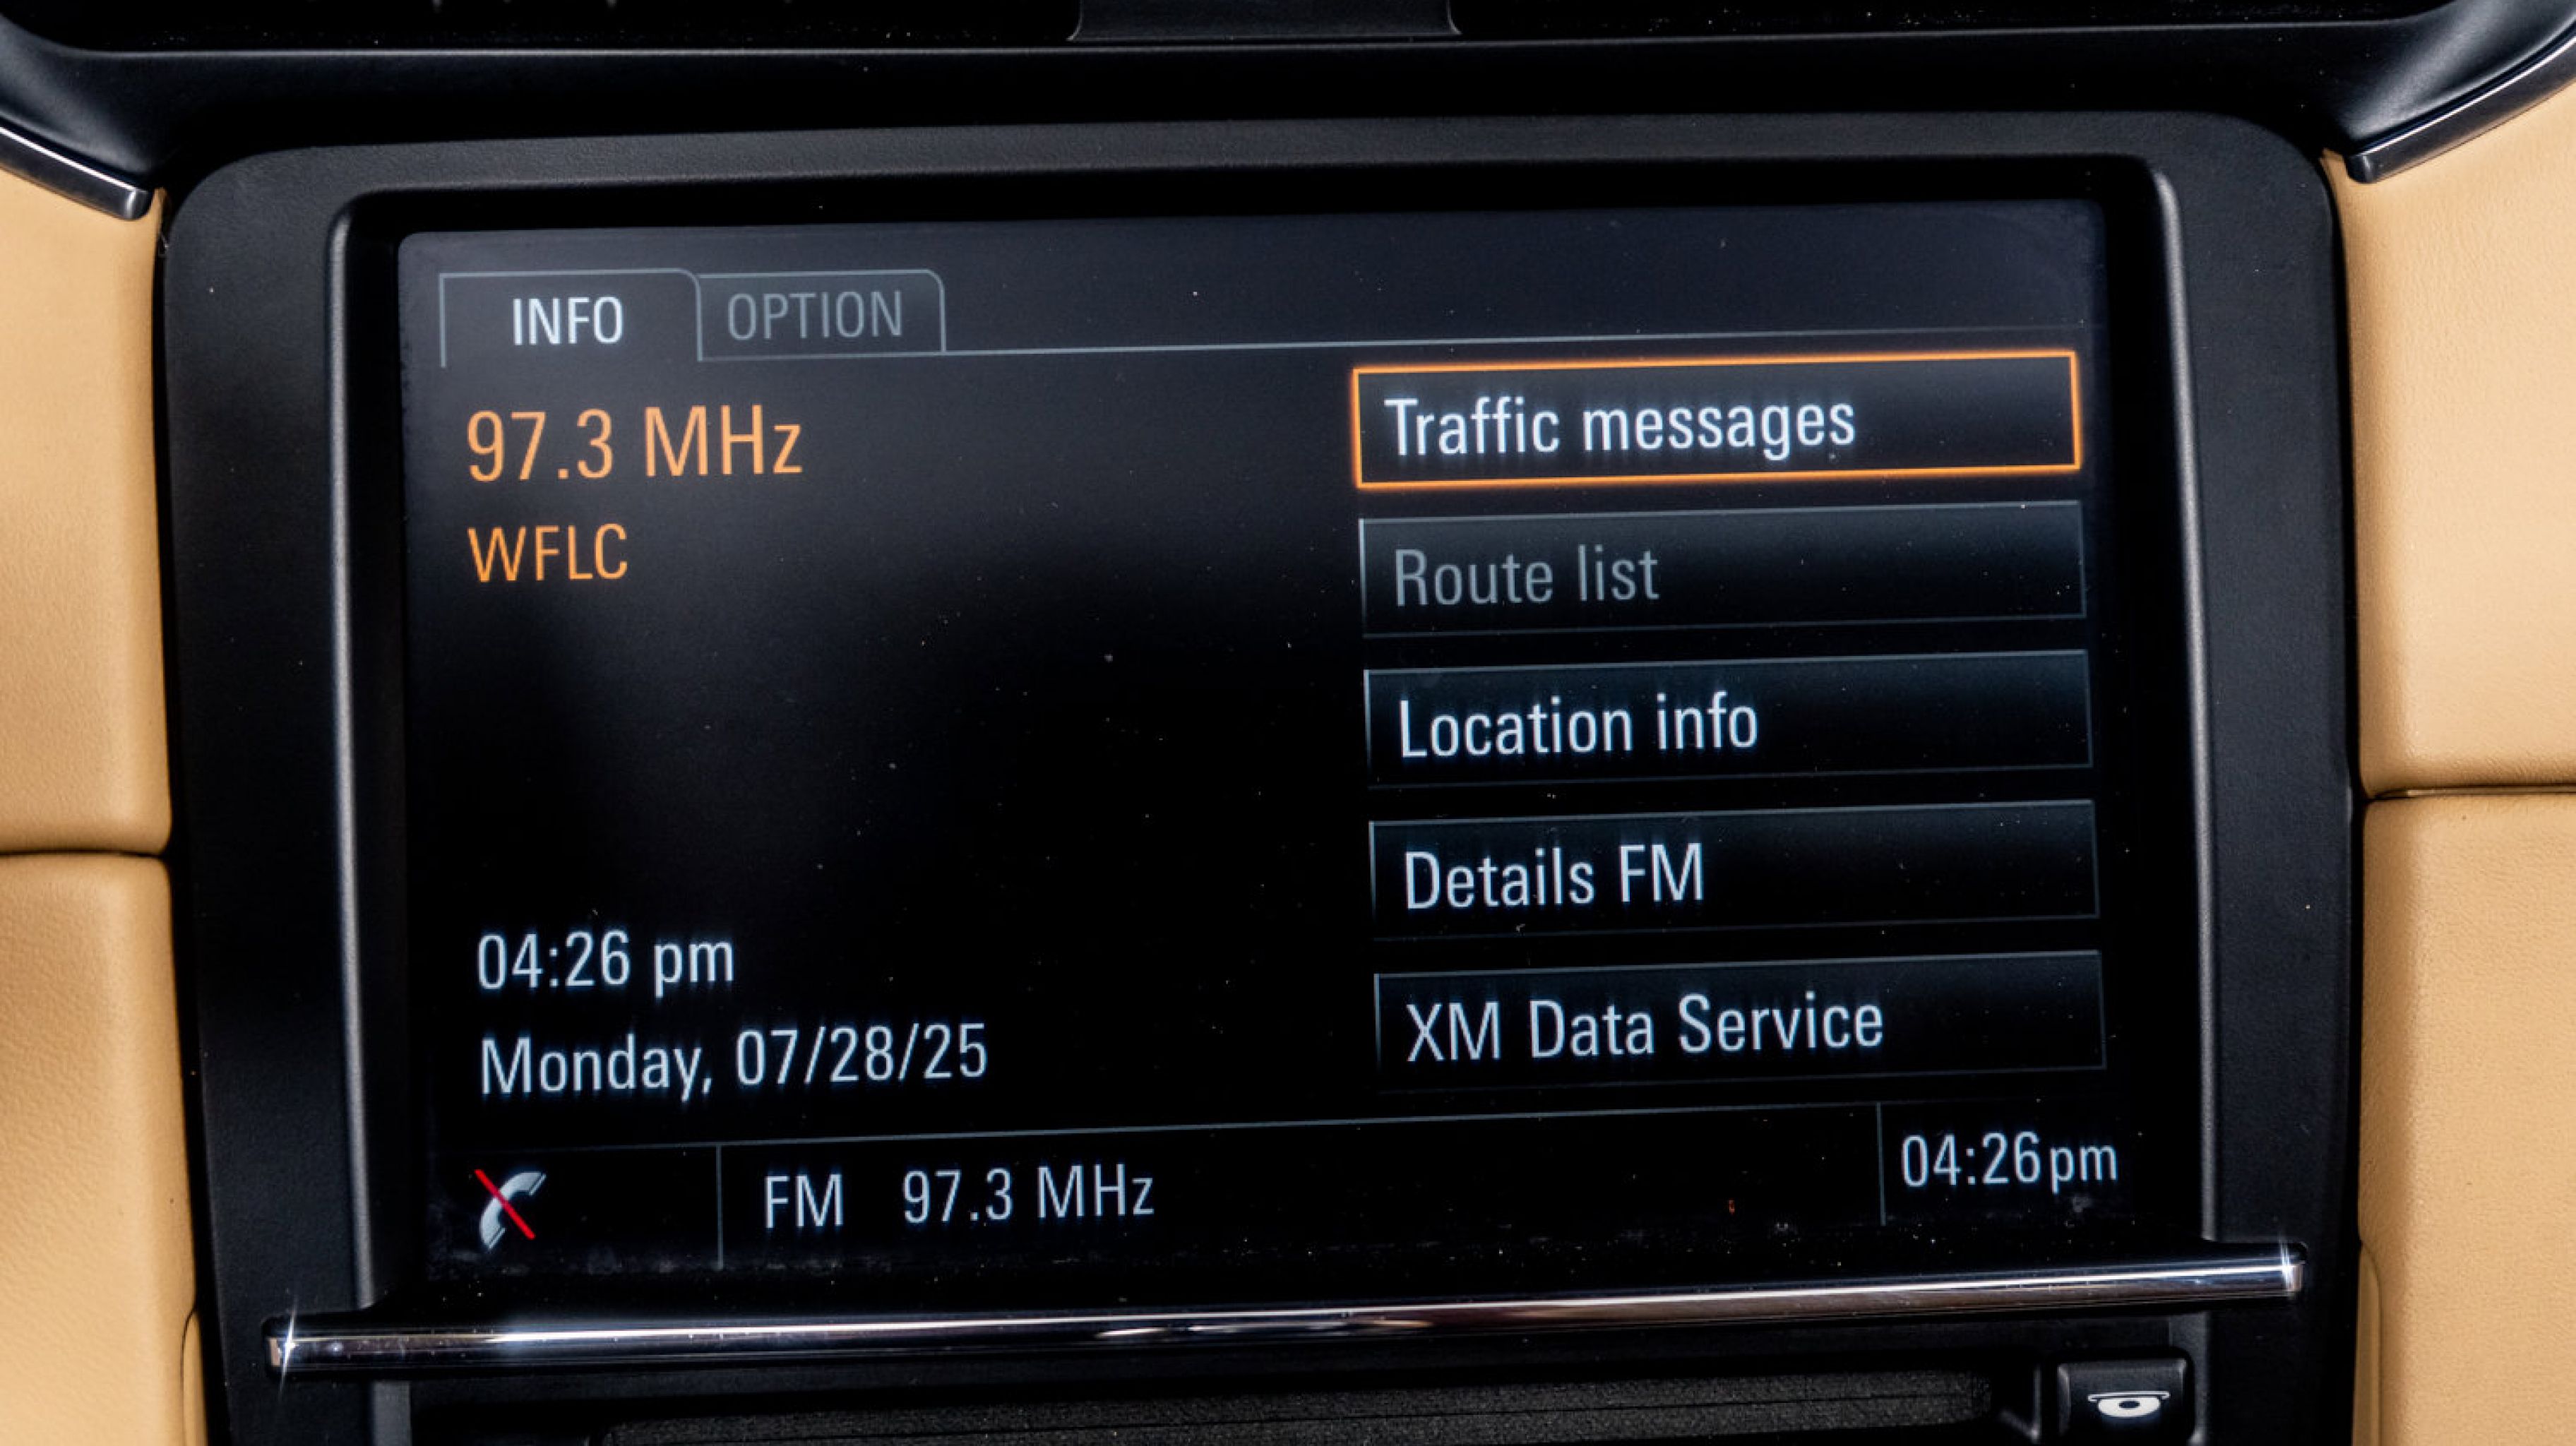 INFO OPTION
97.3 MHz
WFLC
Traffic messages
Route list
Location info
Details FM
XM Data Service
04:26 pm
Monday, 07/28/25
FM 97.3 MHz
04:26pm